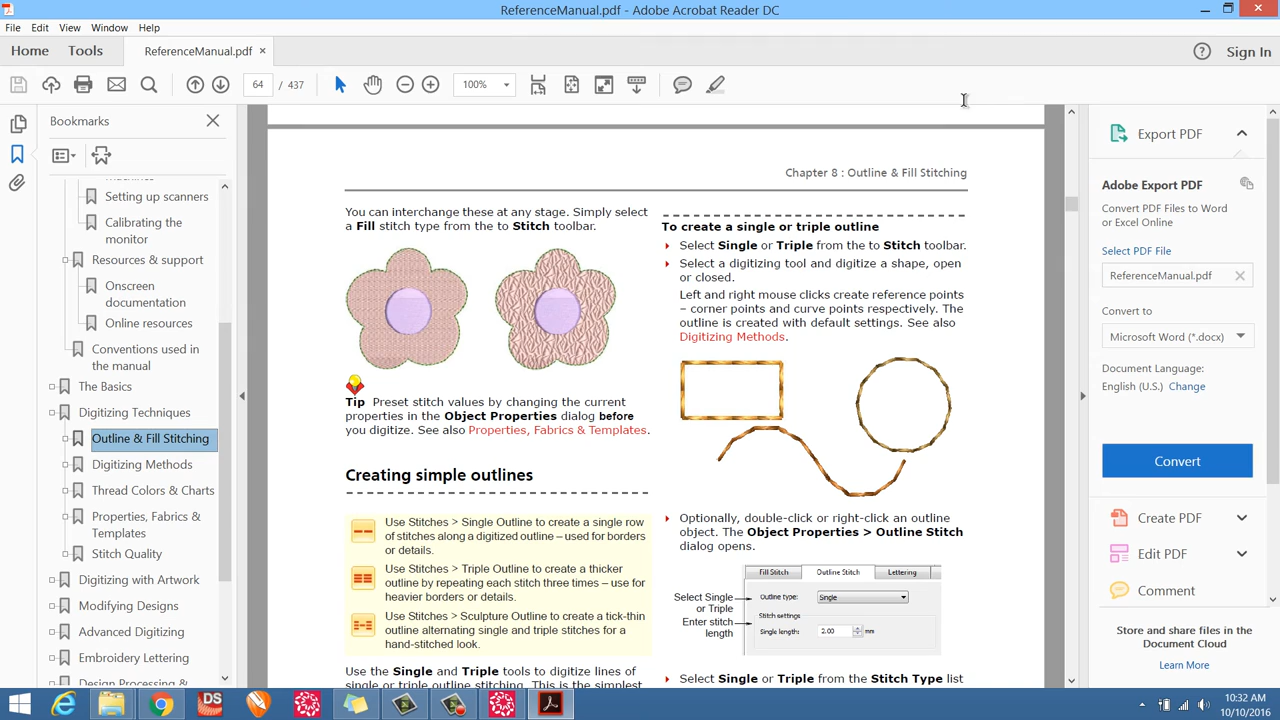 ReferenceManual.pdf - Adobe Acrobat Reader DC
File Edit View Window Help
Home Tools ReferenceManual.pdf × Sign In
64 / 437 100%
Bookmarks
Setting up scanners
Calibrating the
monitor
Resources & support
Onscreen
documentation
Online resources
Conventions used in
the manual
The Basics
Digitizing Techniques
Outline & Fill Stitching
Digitizing Methods
Thread Colors & Charts
Properties, Fabrics &
Templates
Stitch Quality
Digitizing with Artwork
Modifying Designs
Advanced Digitizing
Embroidery Lettering
Chapter 8 : Outline & Fill Stitching
You can interchange these at any stage. Simply select
a Fill stitch type from the to Stitch toolbar.
Tip Preset stitch values by changing the current
properties in the Object Properties dialog before
you digitize. See also Properties, Fabrics & Templates.
Creating simple outlines
Use Stitches > Single Outline to create a single row
of stitches along a digitized outline – used for borders
or details.
Use Stitches > Triple Outline to create a thicker
outline by repeating each stitch three times – use for
heavier borders or details.
Use Stitches > Sculpture Outline to create a tick-thin
outline alternating single and triple stitches for a
hand-stitched look.
Use the Single and Triple tools to digitize lines of
single or triple outline stitching. This is the simplest
To create a single or triple outline
Select Single or Triple from the to Stitch toolbar.
Select a digitizing tool and digitize a shape, open
or closed.
Left and right mouse clicks create reference points
– corner points and curve points respectively. The
outline is created with default settings. See also
Digitizing Methods.
Optionally, double-click or right-click an outline
object. The Object Properties > Outline Stitch
dialog opens.
Fill Stitch Outline Stitch Lettering
Select Single
or Triple
Outline type: Single
Stitch settings
Enter stitch
length
Single length: 2.00 mm
Select Single or Triple from the Stitch Type list
Export PDF
Adobe Export PDF
Convert PDF Files to Word
or Excel Online
Select PDF File
ReferenceManual.pdf
Convert to
Microsoft Word (*.docx)
Document Language:
English (U.S.) Change
Convert
Create PDF
Edit PDF
Comment
Store and share files in the
Document Cloud
Learn More
DS
10:32 AM
10/10/2016